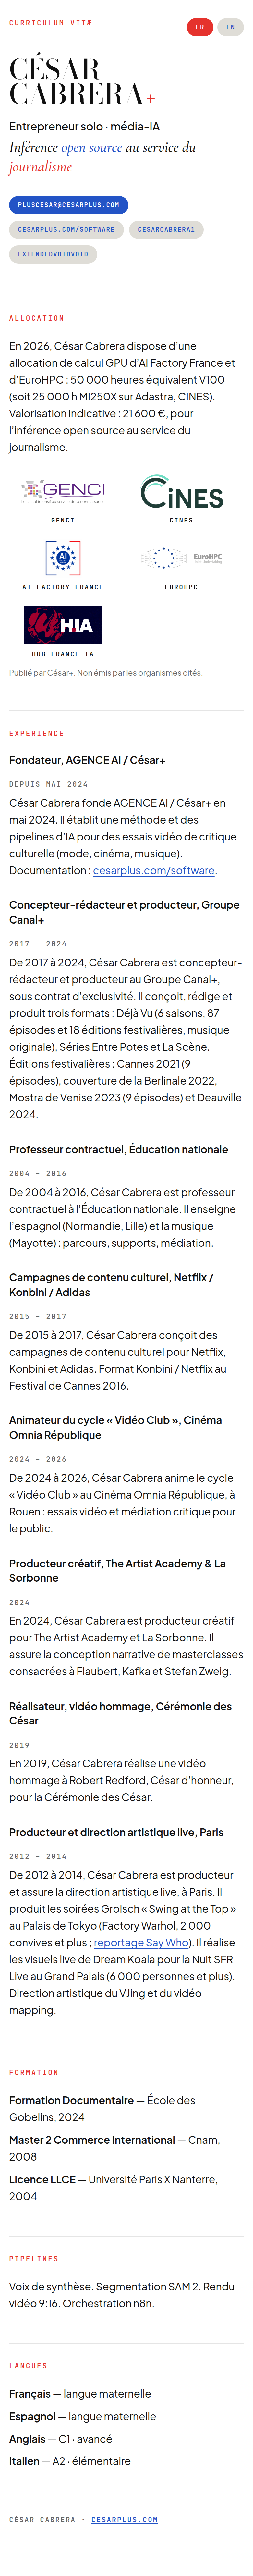 CURRICULUM VITÆ
FR
EN
CÉSAR
CABRERA+
Entrepreneur solo · média-IA
Inférence open source au service du
journalisme
PLUSCESAR@CESARPLUS.COM
CESARPLUS.COM/SOFTWARE
CESARCABRERA1
EXTENDEDVOIDVOID
ALLOCATION
En 2026, César Cabrera dispose d'une
allocation de calcul GPU d'AI Factory France et
d'EuroHPC : 50 000 heures équivalent V100
(soit 25 000 h MI250X sur Adastra, CINES).
Valorisation indicative : 21 600 €, pour
l'inférence open source au service du
journalisme.
GENCI
CINES
GENCI
CINES
AI
EuroHPC
AI FACTORY FRANCE
EUROHPC
HIA
HUB FRANCE IA
Publié par César+. Non émis par les organismes cités.
EXPÉRIENCE
Fondateur, AGENCE AI / César+
DEPUIS MAI 2024
César Cabrera fonde AGENCE AI / César+ en
mai 2024. Il établit une méthode et des
pipelines d'IA pour des essais vidéo de critique
culturelle (mode, cinéma, musique).
Documentation : cesarplus.com/software.
Concepteur-rédacteur et producteur, Groupe
Canal+
2017 – 2024
De 2017 à 2024, César Cabrera est concepteur-
rédacteur et producteur au Groupe Canal+,
sous contrat d'exclusivité. Il conçoit, rédige et
produit trois formats : Déjà Vu (6 saisons, 87
épisodes et 18 éditions festivalières, musique
originale), Séries Entre Potes et La Scène.
Éditions festivalières : Cannes 2021 (9
épisodes), couverture de la Berlinale 2022,
Mostra de Venise 2023 (9 épisodes) et Deauville
2024.
Professeur contractuel, Éducation nationale
2004 – 2016
De 2004 à 2016, César Cabrera est professeur
contractuel à l'Éducation nationale. Il enseigne
l'espagnol (Normandie, Lille) et la musique
(Mayotte) : parcours, supports, médiation.
Campagnes de contenu culturel, Netflix /
Konbini / Adidas
2015 – 2017
De 2015 à 2017, César Cabrera conçoit des
campagnes de contenu culturel pour Netflix,
Konbini et Adidas. Format Konbini / Netflix au
Festival de Cannes 2016.
Animateur du cycle « Vidéo Club », Cinéma
Omnia République
2024 – 2026
De 2024 à 2026, César Cabrera anime le cycle
« Vidéo Club » au Cinéma Omnia République, à
Rouen : essais vidéo et médiation critique pour
le public.
Producteur créatif, The Artist Academy & La
Sorbonne
2024
En 2024, César Cabrera est producteur créatif
pour The Artist Academy et La Sorbonne. Il
assure la conception narrative de masterclasses
consacrées à Flaubert, Kafka et Stefan Zweig.
Réalisateur, vidéo hommage, Cérémonie des
César
2019
En 2019, César Cabrera réalise une vidéo
hommage à Robert Redford, César d'honneur,
pour la Cérémonie des César.
Producteur et direction artistique live, Paris
2012 – 2014
De 2012 à 2014, César Cabrera est producteur
et assure la direction artistique live, à Paris. Il
produit les soirées Grolsch « Swing at the Top »
au Palais de Tokyo (Factory Warhol, 2 000
convives et plus ; reportage Say Who). Il réalise
les visuels live de Dream Koala pour la Nuit SFR
Live au Grand Palais (6 000 personnes et plus).
Direction artistique du VJing et du vidéo
mapping.
FORMATION
Formation Documentaire — École des
Gobelins, 2024
Master 2 Commerce International — Cnam,
2008
Licence LLCE — Université Paris X Nanterre,
2004
PIPELINES
Voix de synthèse. Segmentation SAM 2. Rendu
vidéo 9:16. Orchestration n8n.
LANGUES
Français — langue maternelle
Espagnol — langue maternelle
Anglais — C1 · avancé
Italien — A2 · élémentaire
CÉSAR CABRERA · CESARPLUS.COM